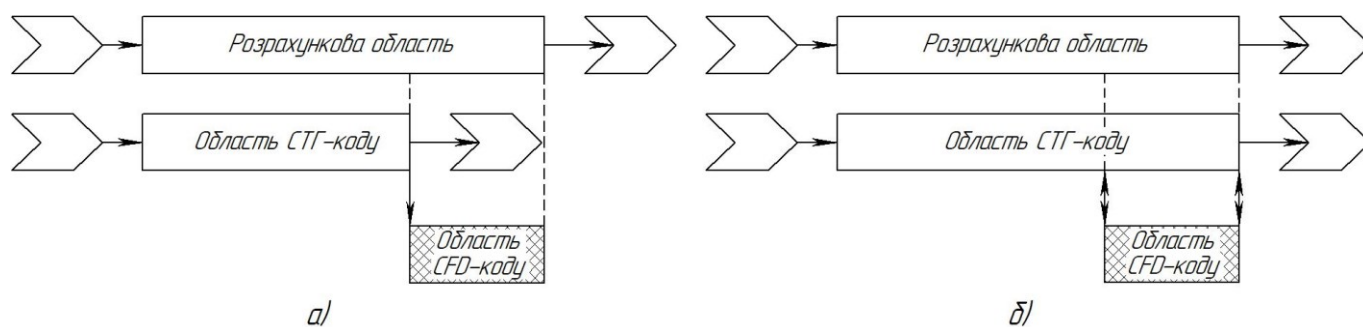 Розрахункова область
Розрахункова область
Область СТГ-коду
Область СТГ-коду
Область
CFD-коду
Область
CFD-коду
а)
б)